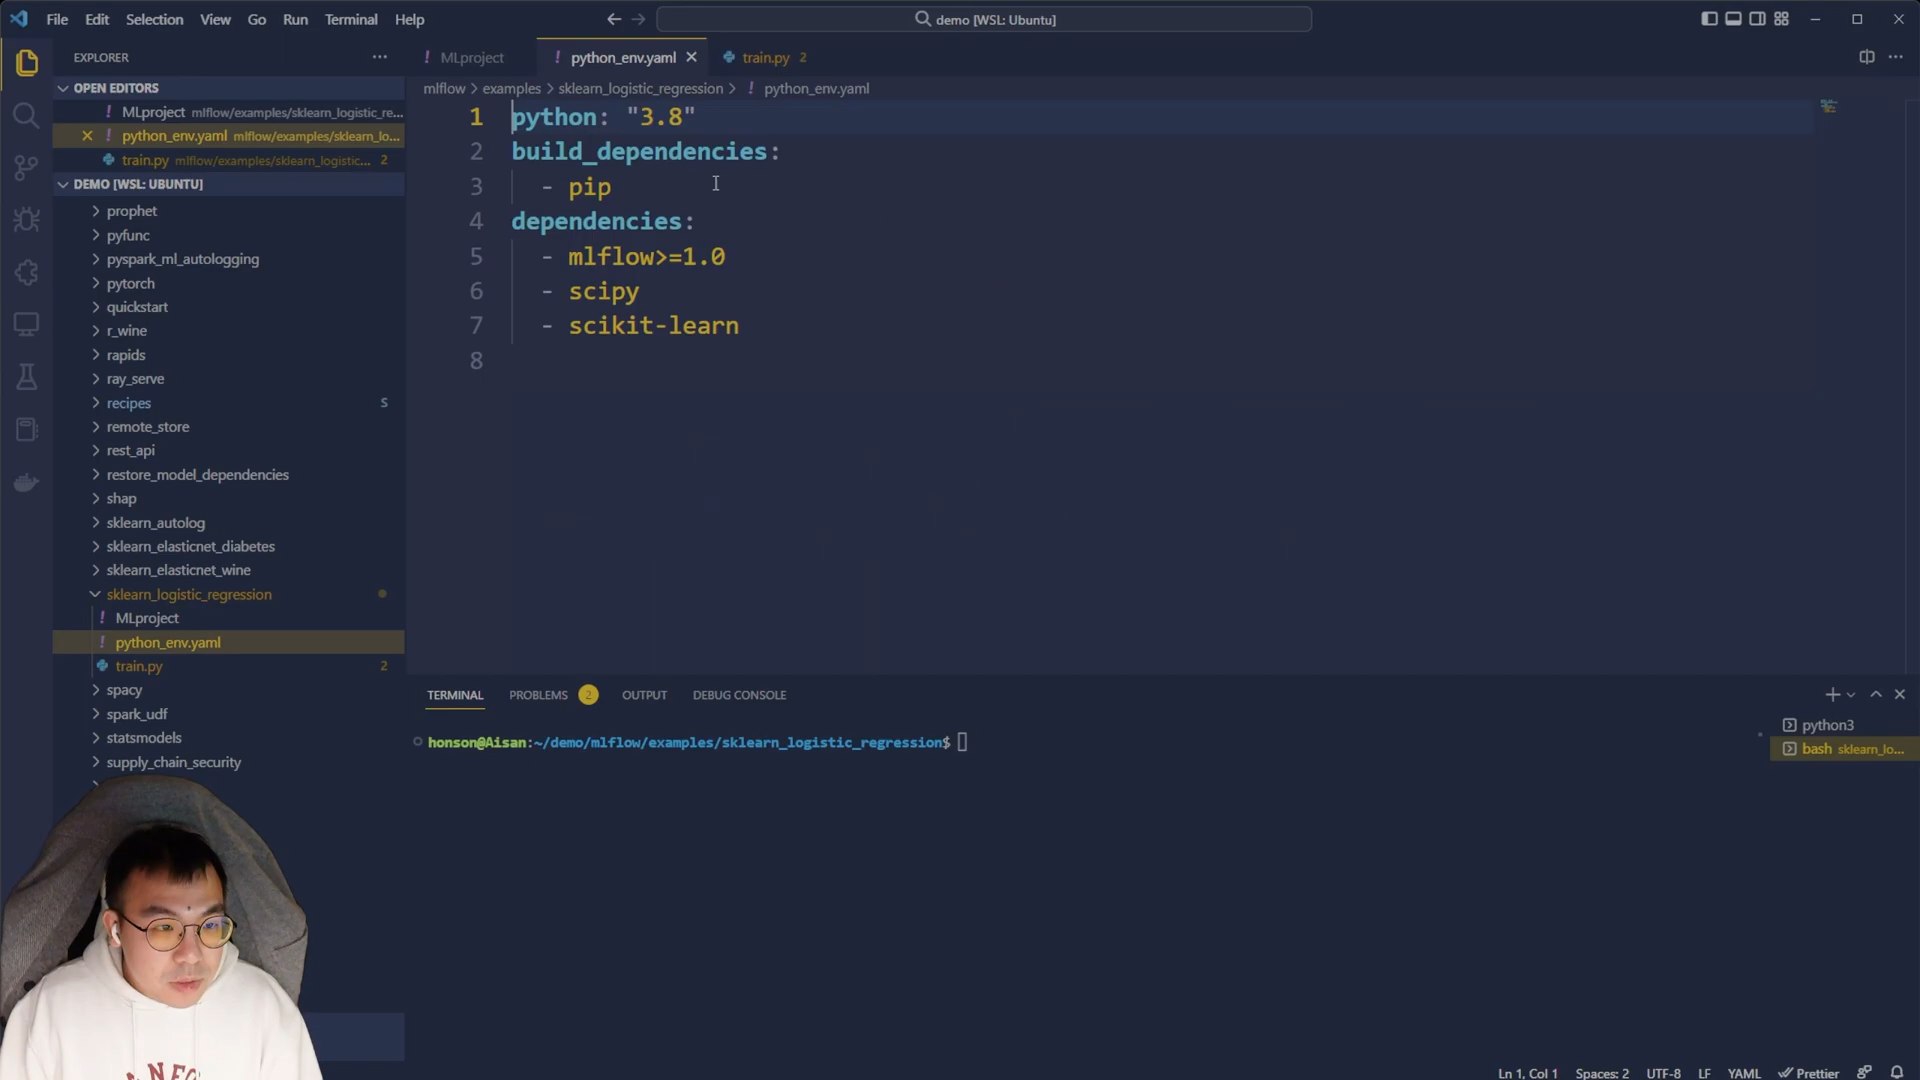 File Edit Selection View Go Run Terminal Help
demo [WSL: Ubuntu]
EXPLORER
MLproject
python_env.yaml
train.py 2
OPEN EDITORS
MLproject mlflow/examples/sklearn_logistic_re...
python_env.yaml mlflow/examples/sklearn_lo...
train.py mlflow/examples/sklearn_logistic... 2
DEMO [WSL: UBUNTU]
prophet
pyfunc
pyspark_ml_autologging
pytorch
quickstart
r_wine
rapids
ray_serve
recipes S
remote_store
rest_api
restore_model_dependencies
shap
sklearn_autolog
sklearn_elasticnet_diabetes
sklearn_elasticnet_wine
sklearn_logistic_regression
MLproject
python_env.yaml
train.py 2
spacy
spark_udf
statsmodels
supply_chain_security
mlflow > examples > sklearn_logistic_regression > ! python_env.yaml
1 python: "3.8"
2 build_dependencies:
3 - pip
4 dependencies:
5 - mlflow>=1.0
6 - scipy
7 - scikit-learn
8
TERMINAL PROBLEMS 2 OUTPUT DEBUG CONSOLE
honson@Aisan:~/demo/mlflow/examples/sklearn_logistic_regression$
python3
bash sklearn_lo...
Ln 1, Col 1 Spaces: 2 UTF-8 LF YAML Prettier